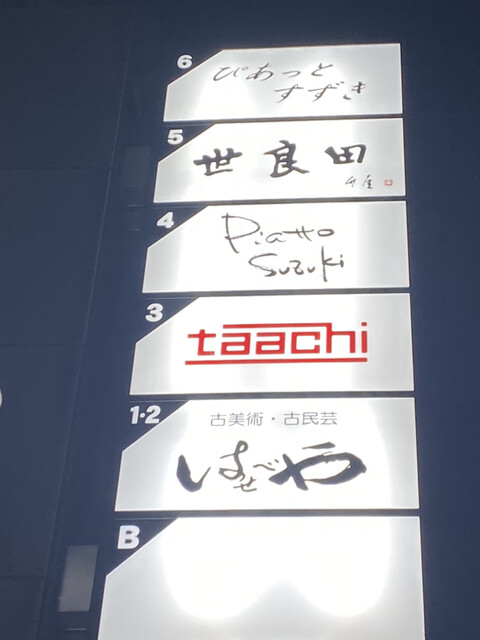 6
ぴあっと
すずき
5
世良田
4
Piatto
Suzuki
3
taachi
1·2
古美術・古民芸
はせべや
B